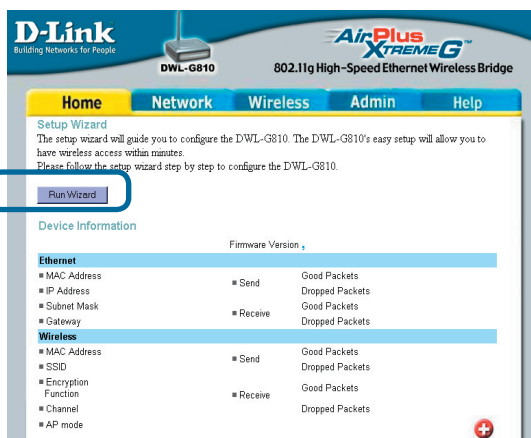 D-Link
Building Networks for People
DWL-G810
AirPlus
XTREME G™
802.11g High-Speed Ethernet Wireless Bridge
Home Network Wireless Admin Help
Setup Wizard
The setup wizard will guide you to configure the DWL-G810. The DWL-G810's easy setup will allow you to
have wireless access within minutes.
Please follow the setup wizard step by step to configure the DWL-G810.
Run Wizard
Device Information
Firmware Version ,
Ethernet
MAC Address
IP Address
Subnet Mask
Gateway
Send
Good Packets
Dropped Packets
Receive
Good Packets
Dropped Packets
Wireless
MAC Address
SSID
Encryption
Function
Channel
AP mode
Send
Good Packets
Dropped Packets
Receive
Good Packets
Dropped Packets